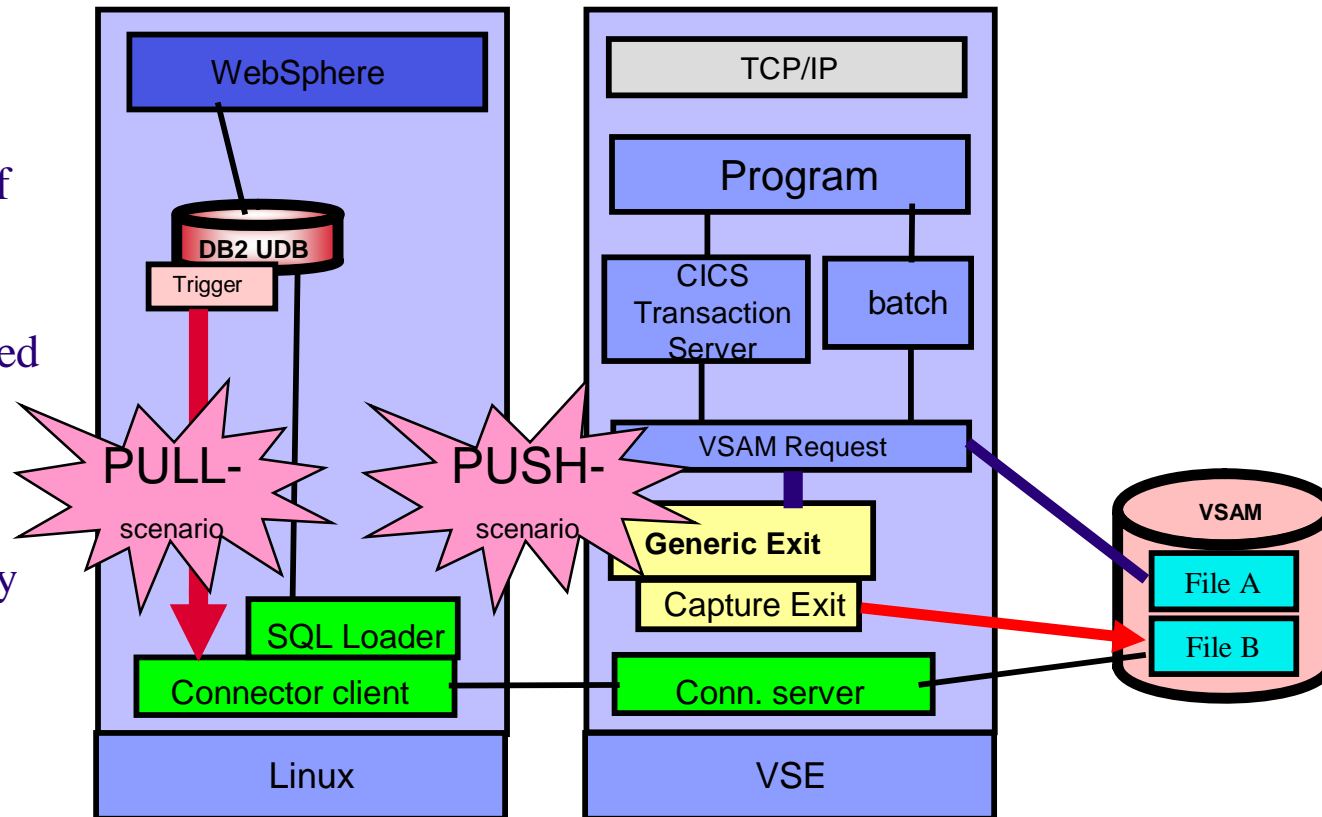 f
ed
y
WebSphere
DB2 UDB
Trigger
PULL-
scenario
SQL Loader
Connector client
Linux
TCP/IP
Program
CICS
Transaction
Server
batch
VSAM Request
PUSH-
scenario
Generic Exit
Capture Exit
Conn. server
VSE
VSAM
File A
File B